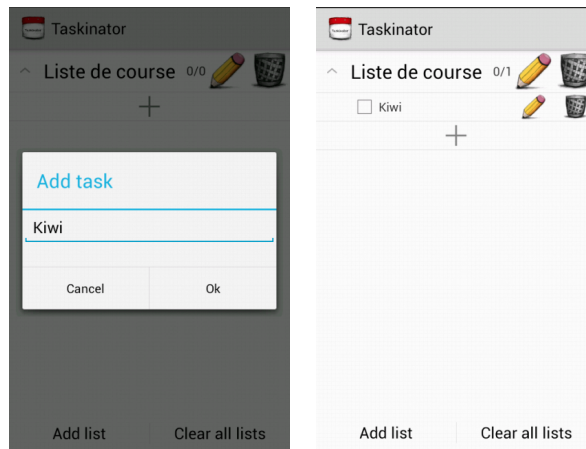 Taskinator
Liste de course 0/0
Add task
Kiwi
Cancel Ok
Add list Clear all lists
Taskinator
Liste de course 0/1
Kiwi
Add list Clear all lists